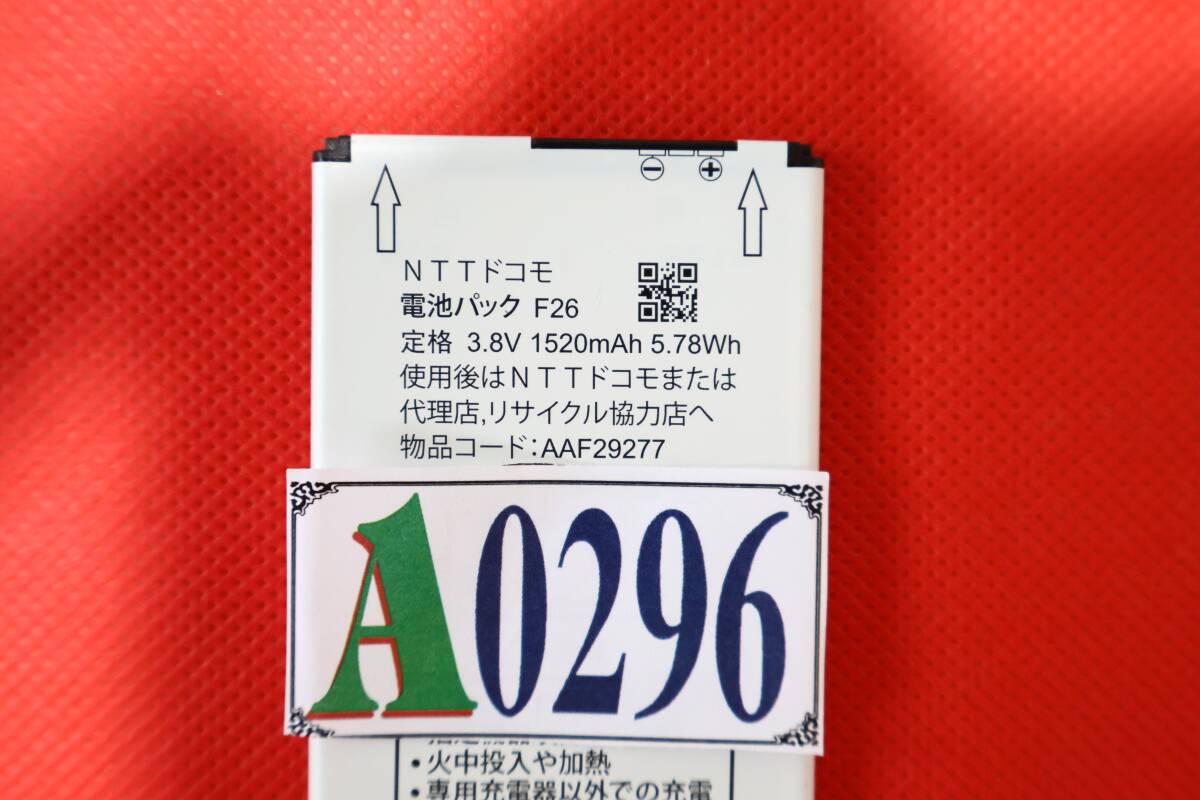 NTTドコモ
電池パック F26
定格 3.8V 1520mAh 5.78Wh
使用後はNTTドコモまたは
代理店,リサイクル協力店へ
物品コード:AAF29277
A0296
•火中投入や加熱
•専用充電器以外での充電